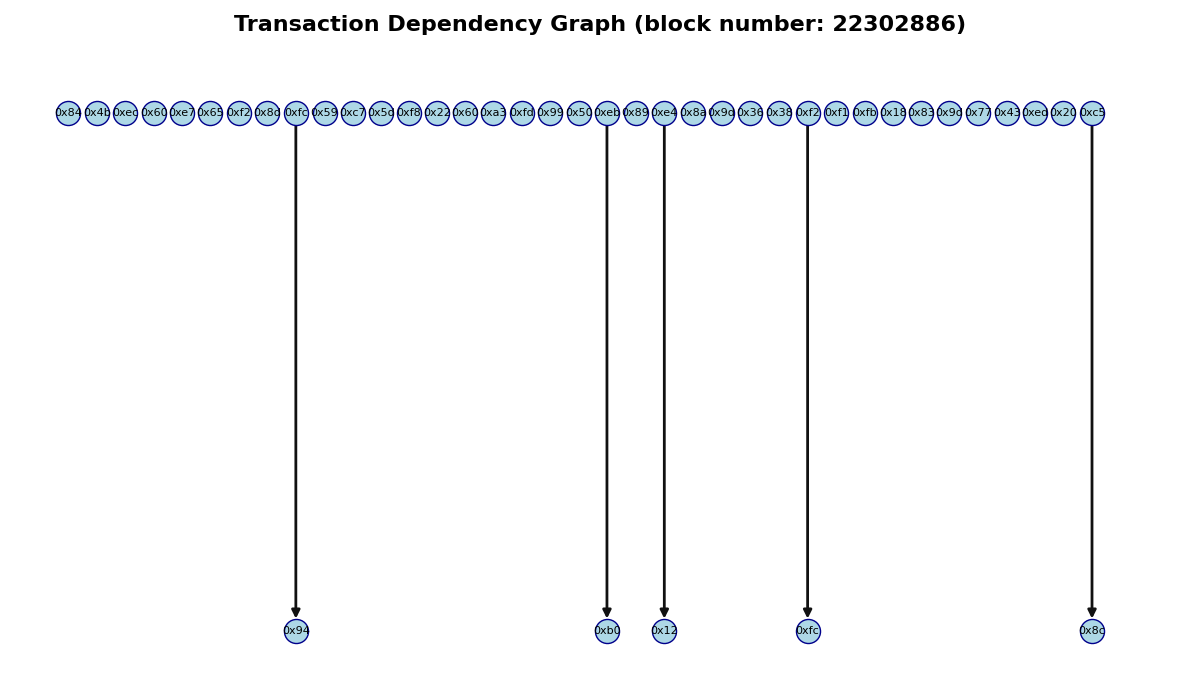 Transaction Dependency Graph (block number: 22302886)
0x84 0x4b 0xec 0x60 0xe7 0x65 0xf2 0x8d 0xfc 0x59 0xc7 0x5d 0xf8 0x22 0x60 0xa3 0xfd 0x99 0x50 0xeb 0x89 0xe4 0x8a 0x9d 0x36 0x38 0xf2 0xf1 0xfb 0x18 0x83 0x9d 0x77 0x43 0xed 0x20 0xc5
0x94 0xb0 0x12 0xfc 0x8c